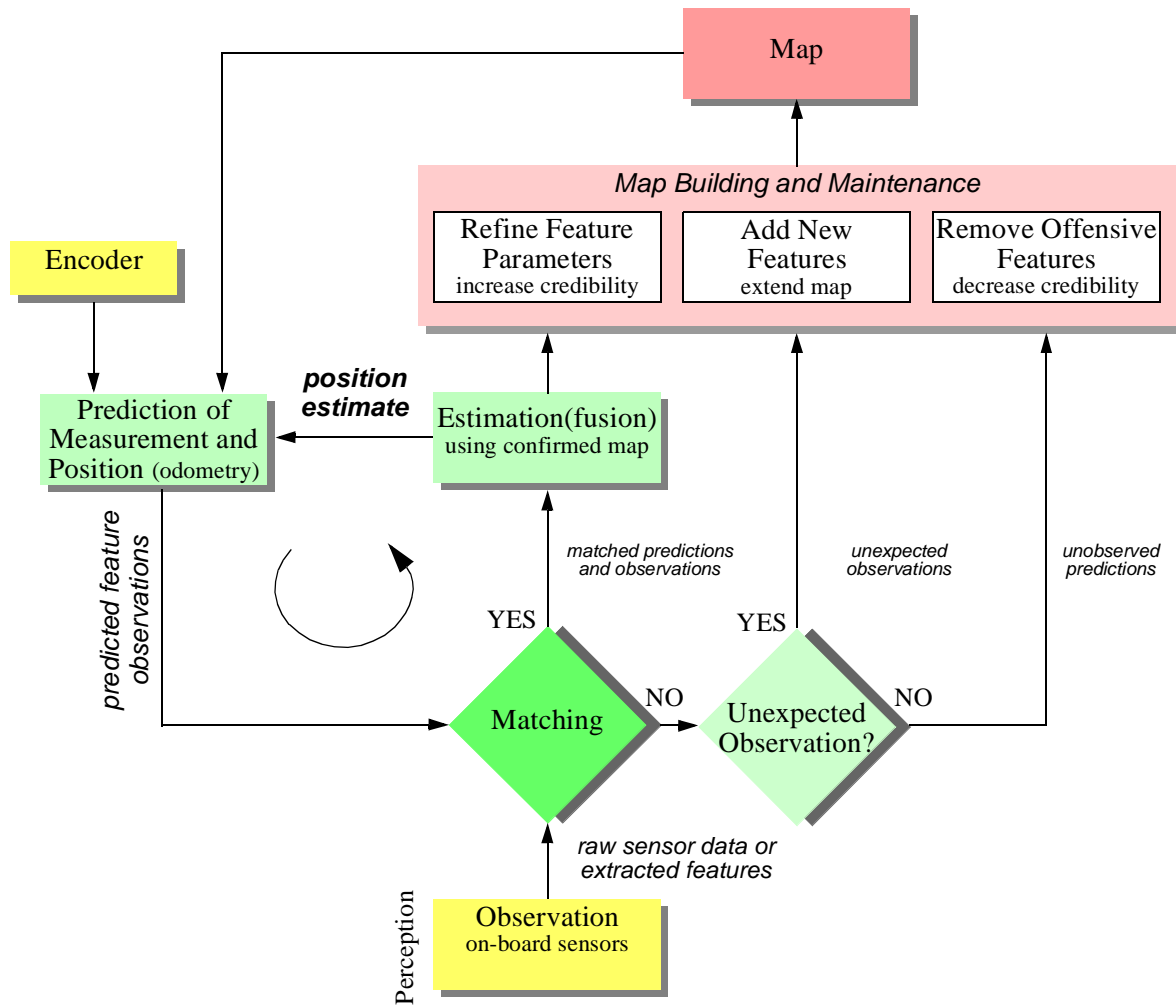 Map
Map Building and Maintenance
Refine Feature
Parameters
increase credibility
Add New
Features
extend map
Remove Offensive
Features
decrease credibility
Encoder
position
estimate
Prediction of
Measurement and
Position (odometry)
Estimation(fusion)
using confirmed map
predicted feature
observations
matched predictions
and observations
unexpected
observations
unobserved
predictions
YES
YES
NO
NO
Matching
Unexpected
Observation?
raw sensor data or
extracted features
Perception
Observation
on-board sensors